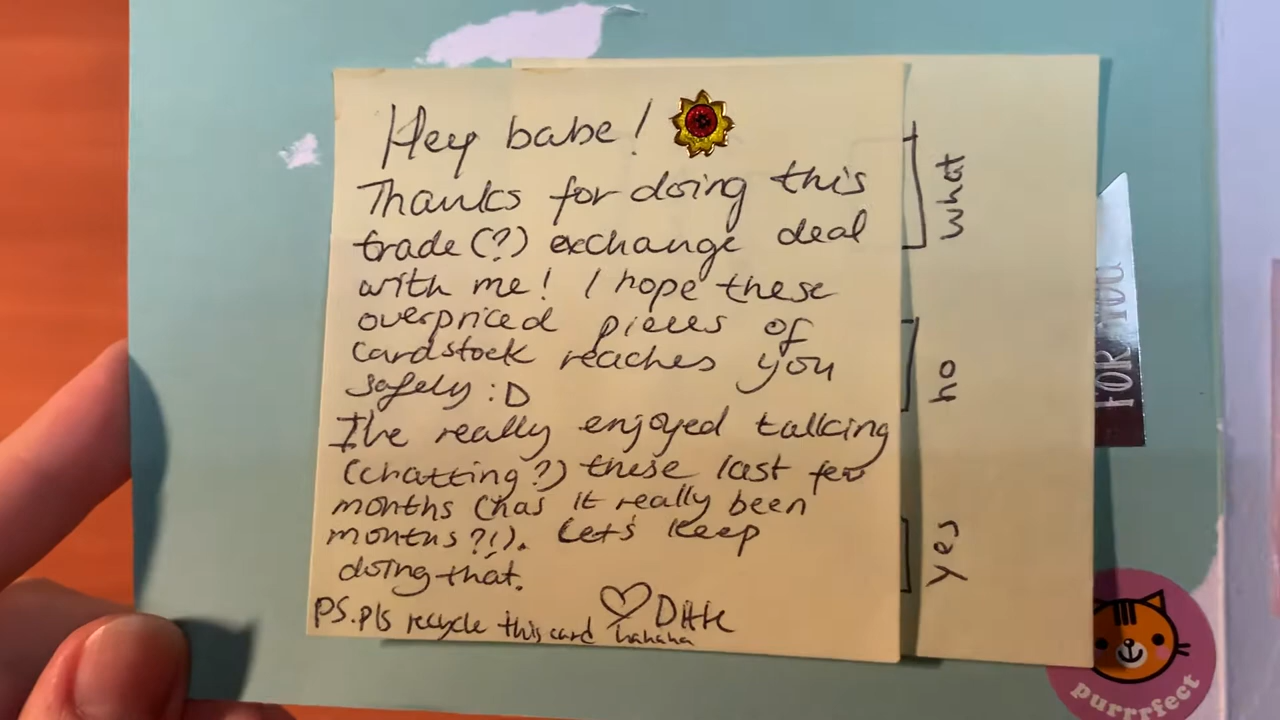 Hey babe!
Thanks for doing this
trade(?) exchange deal
with me! I hope these
overpriced pieces of
cardstock reaches you
safely :D
I've really enjoyed talking
(chatting?) these last few
months (has it really been
months?!). Let's keep
doing that.
♡ DHK
PS. pls recycle this card hahaha
what
no
yes
FOR YOU
purrrfect